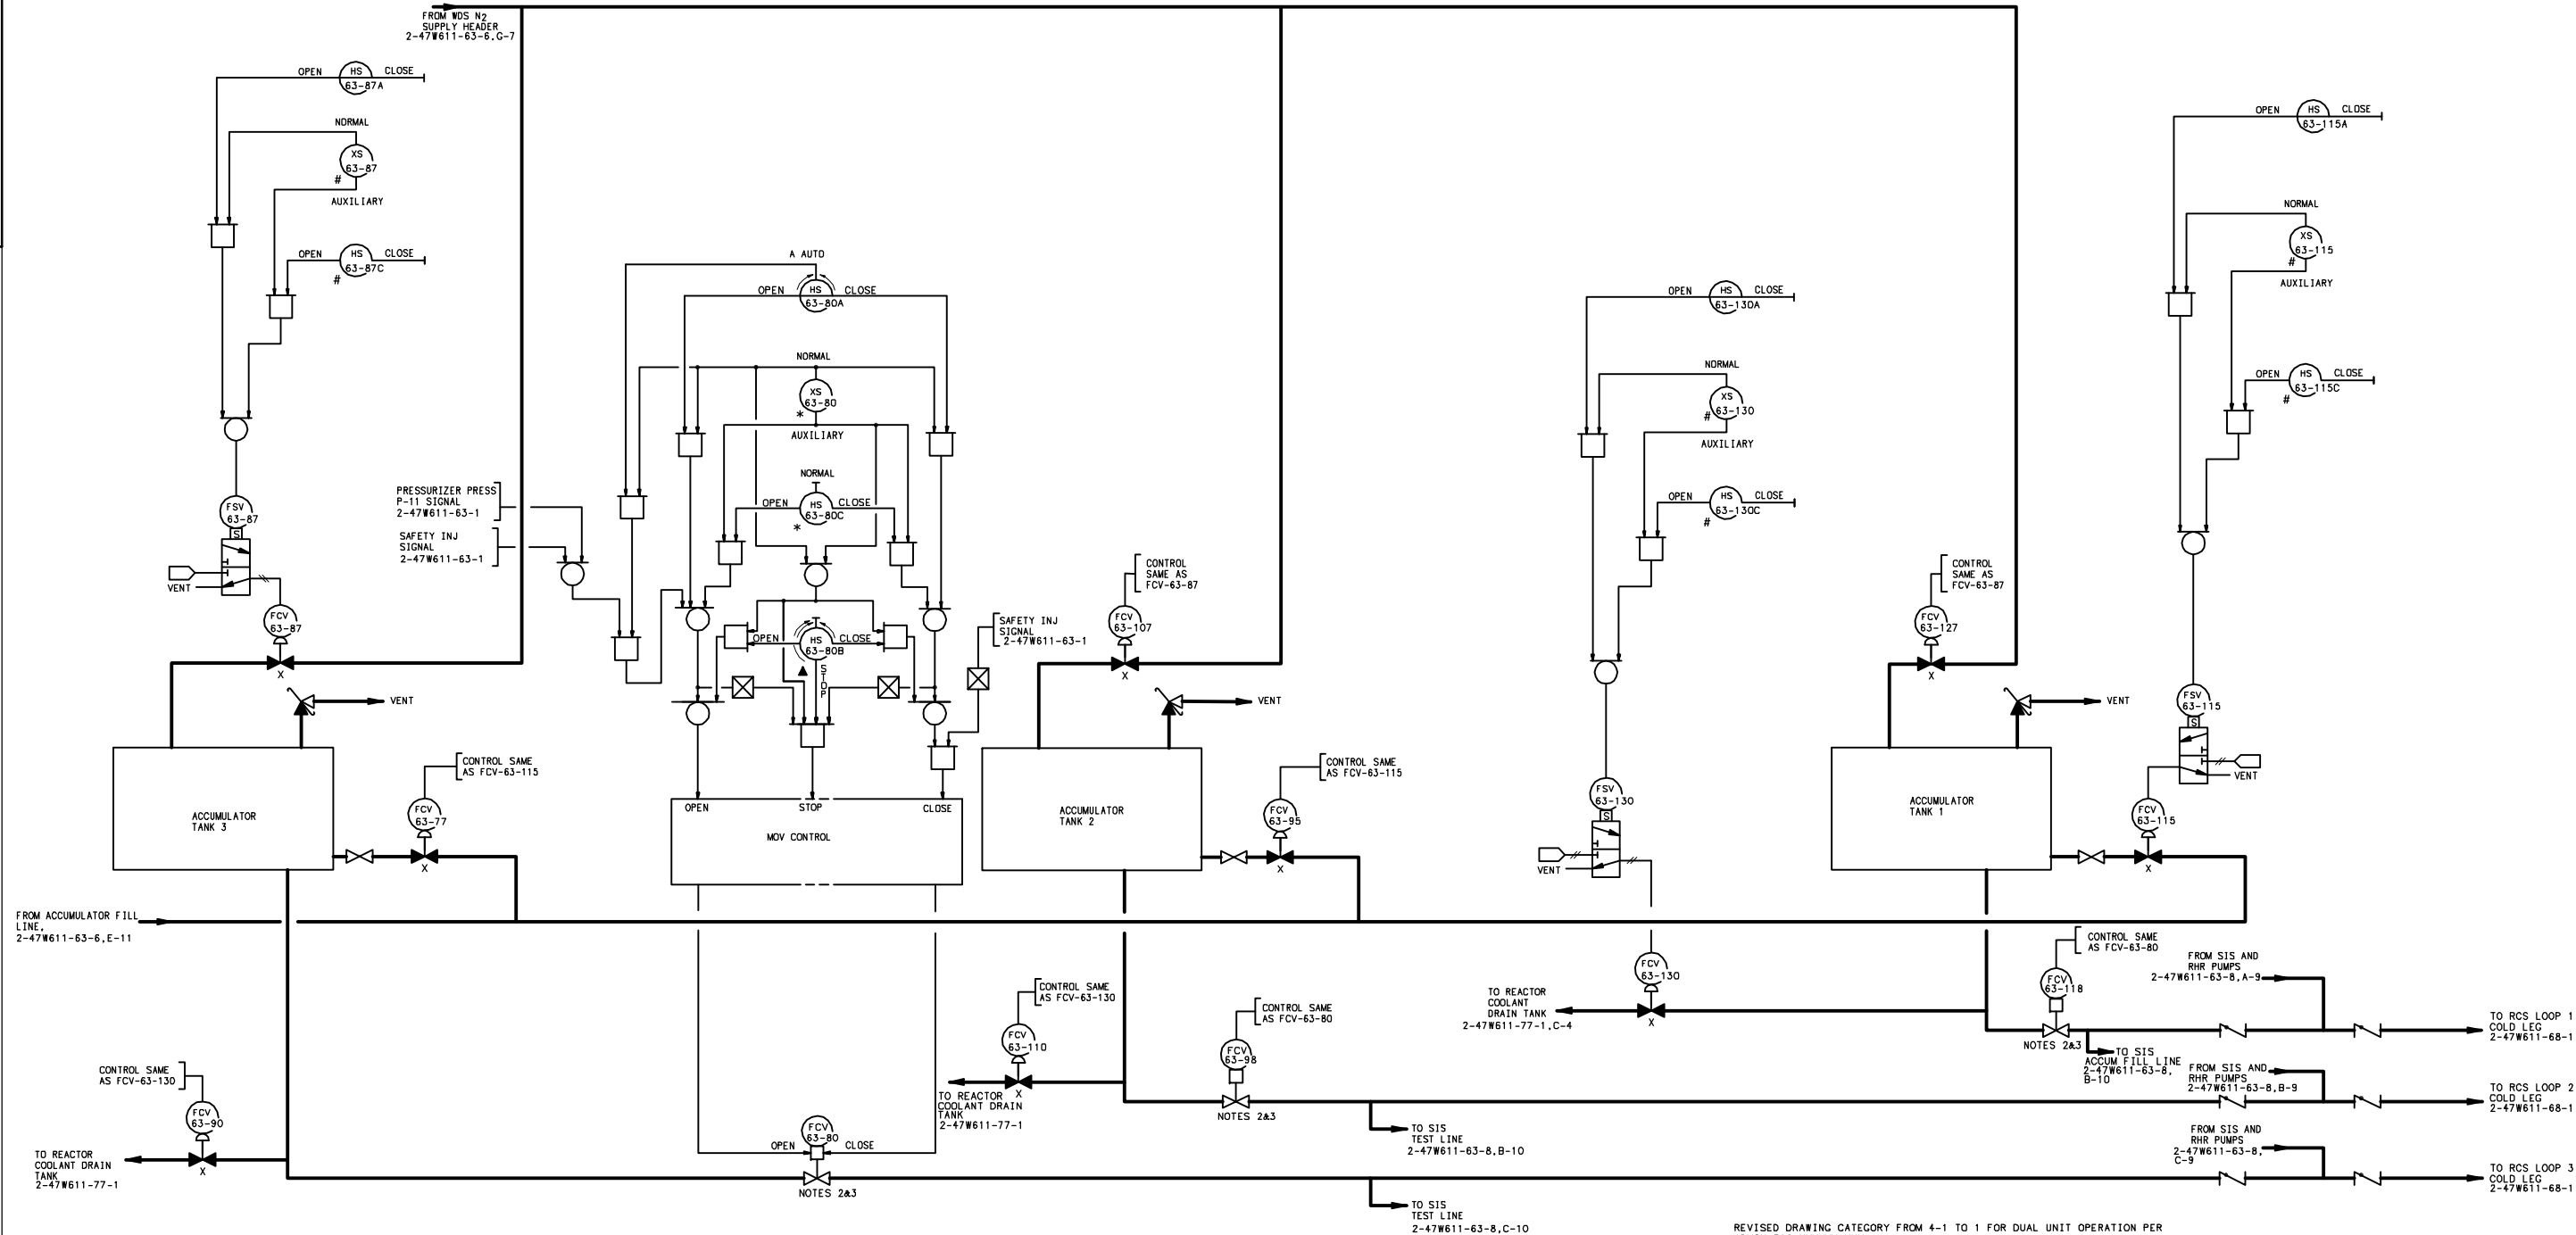 FROM WDS N2
SUPPLY HEADER
2-47W611-63-6,G-7
OPEN
HS
63-87A
CLOSE
NORMAL
XS
63-87
#
AUXILIARY
OPEN
HS
63-87C
CLOSE
#
FSV
63-87
S
VENT
FCV
63-87
X
VENT
ACCUMULATOR
TANK 3
CONTROL SAME
AS FCV-63-115
FCV
63-77
X
PRESSURIZER PRESS
P-11 SIGNAL
2-47W611-63-1
SAFETY INJ
SIGNAL
2-47W611-63-1
A AUTO
OPEN
HS
63-80A
CLOSE
NORMAL
XS
63-80
*
AUXILIARY
NORMAL
OPEN
HS
63-80C
CLOSE
*
OPEN
HS
63-80B
CLOSE
STOP
SAFETY INJ
SIGNAL
2-47W611-63-1
OPEN
STOP
CLOSE
MOV CONTROL
CONTROL
SAME AS
FCV-63-87
FCV
63-107
X
VENT
ACCUMULATOR
TANK 2
CONTROL SAME
AS FCV-63-115
FCV
63-95
X
OPEN
HS
63-130A
CLOSE
NORMAL
XS
63-130
#
AUXILIARY
OPEN
HS
63-130C
CLOSE
#
FSV
63-130
S
VENT
CONTROL
SAME AS
FCV-63-87
FCV
63-127
X
VENT
ACCUMULATOR
TANK 1
OPEN
HS
63-115A
CLOSE
NORMAL
XS
63-115
#
AUXILIARY
OPEN
HS
63-115C
CLOSE
#
FSV
63-115
S
VENT
FCV
63-115
X
FROM ACCUMULATOR FILL
LINE,
2-47W611-63-6,E-11
CONTROL SAME
AS FCV-63-130
FCV
63-90
X
TO REACTOR
COOLANT DRAIN
TANK
2-47W611-77-1
OPEN
FCV
63-80
CLOSE
NOTES 2&3
CONTROL SAME
AS FCV-63-130
FCV
63-110
X
TO REACTOR
COOLANT DRAIN
TANK
2-47W611-77-1
CONTROL SAME
AS FCV-63-80
FCV
63-98
NOTES 2&3
TO SIS
TEST LINE
2-47W611-63-8,B-10
TO SIS
TEST LINE
2-47W611-63-8,C-10
FCV
63-130
X
TO REACTOR
COOLANT
DRAIN TANK
2-47W611-77-1,C-4
CONTROL SAME
AS FCV-63-80
FCV
63-118
NOTES 2&3
TO SIS
ACCUM FILL LINE
2-47W611-63-8,
B-10
FROM SIS AND
RHR PUMPS
2-47W611-63-8,A-9
TO RCS LOOP 1
COLD LEG
2-47W611-68-1
FROM SIS AND
RHR PUMPS
2-47W611-63-8,B-9
TO RCS LOOP 2
COLD LEG
2-47W611-68-1
FROM SIS AND
RHR PUMPS
2-47W611-63-8,
C-9
TO RCS LOOP 3
COLD LEG
2-47W611-68-1
REVISED DRAWING CATEGORY FROM 4-1 TO 1 FOR DUAL UNIT OPERATION PER